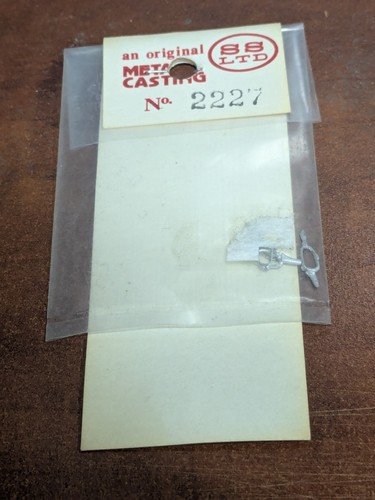 an original
METAL CASTING
SS LTD
No. 2227